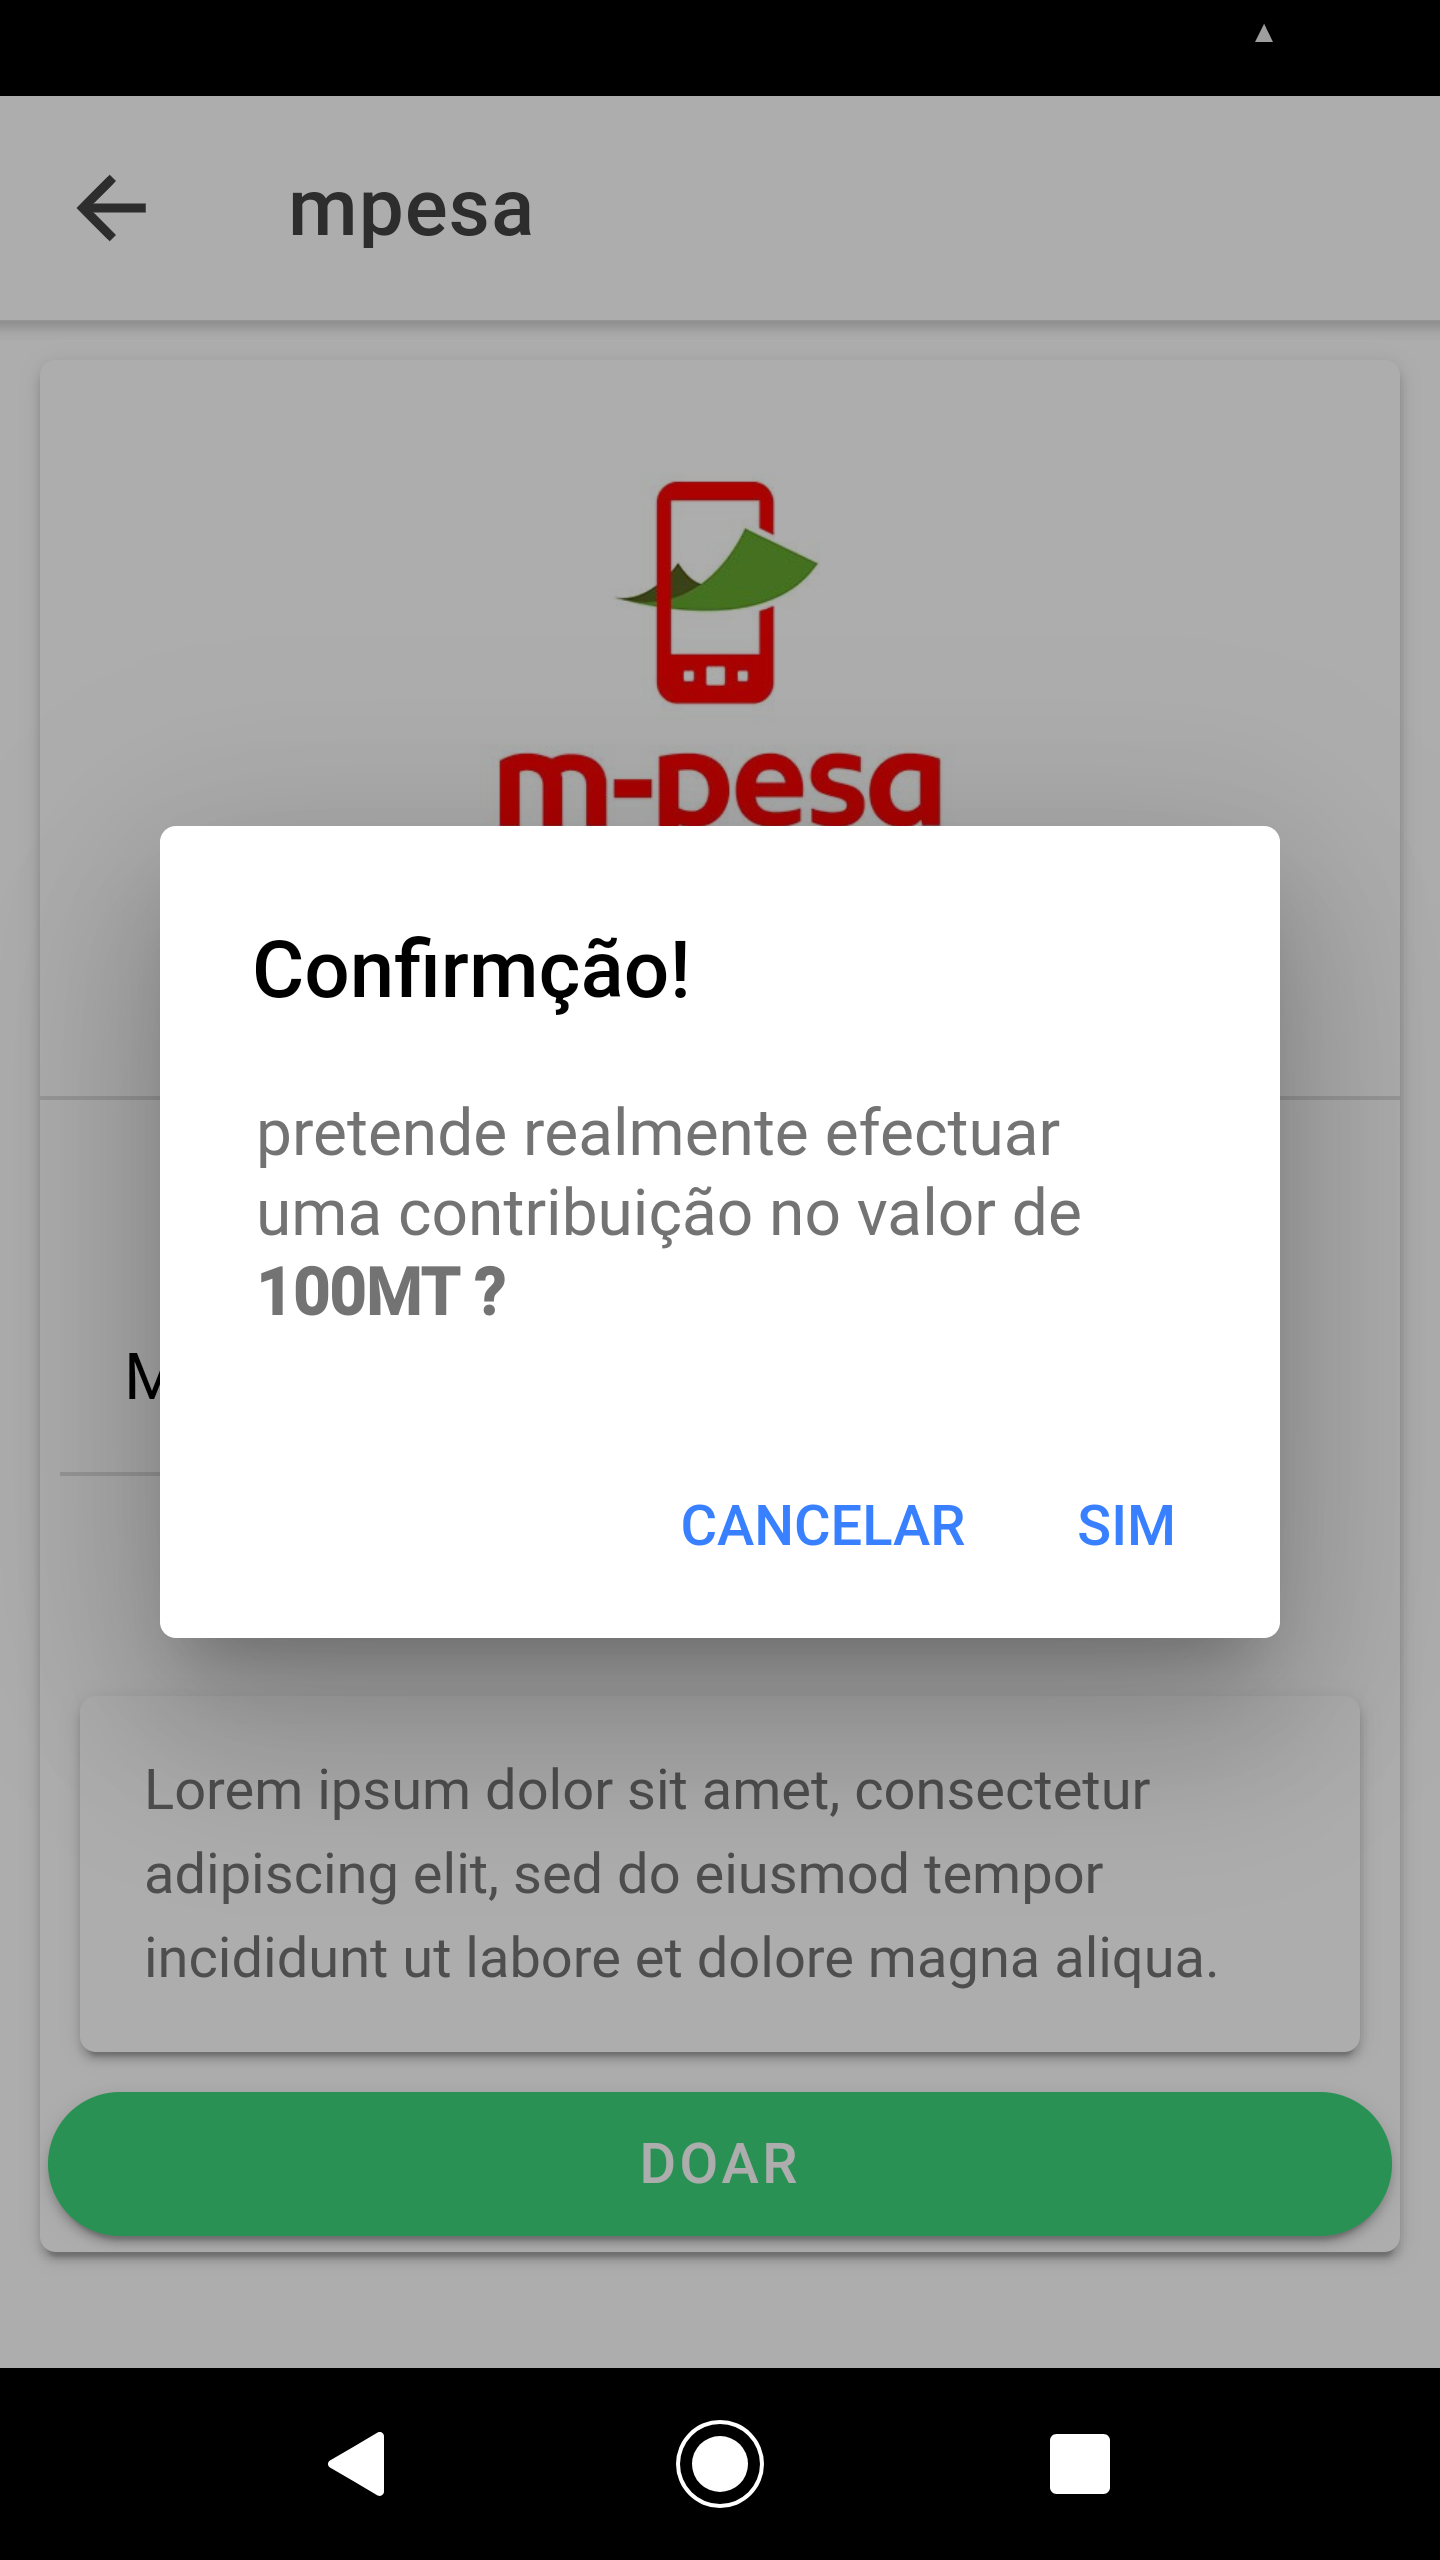 mpesa
m-pesa
Confirmção!
pretende realmente efectuar
uma contribuição no valor de
100MT ?
M
CANCELAR SIM
Lorem ipsum dolor sit amet, consectetur
adipiscing elit, sed do eiusmod tempor
incididunt ut labore et dolore magna aliqua.
DOAR